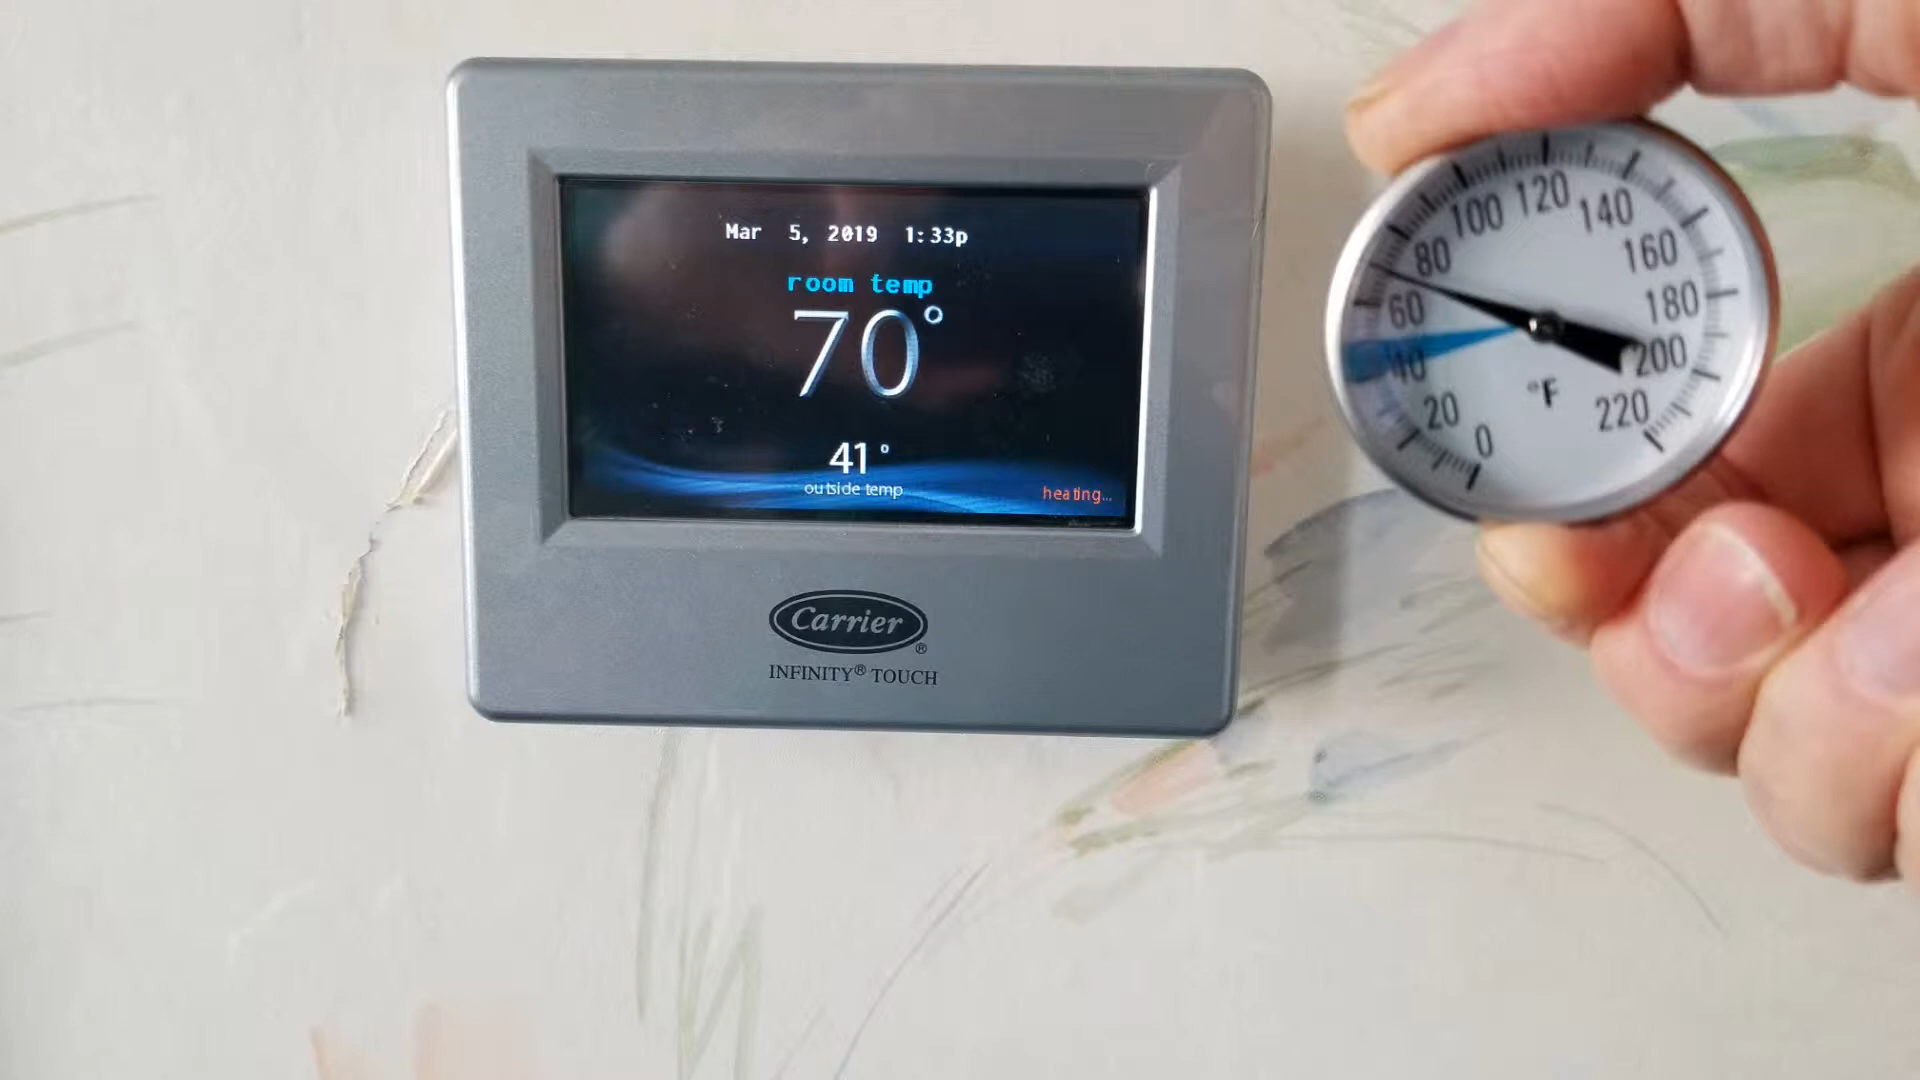 Mar 5, 2019 1:33p
room temp
70°
41°
outside temp
heating...
Carrier®
INFINITY® TOUCH
0
20
40
60
80
100
120
140
160
180
200
220
°F